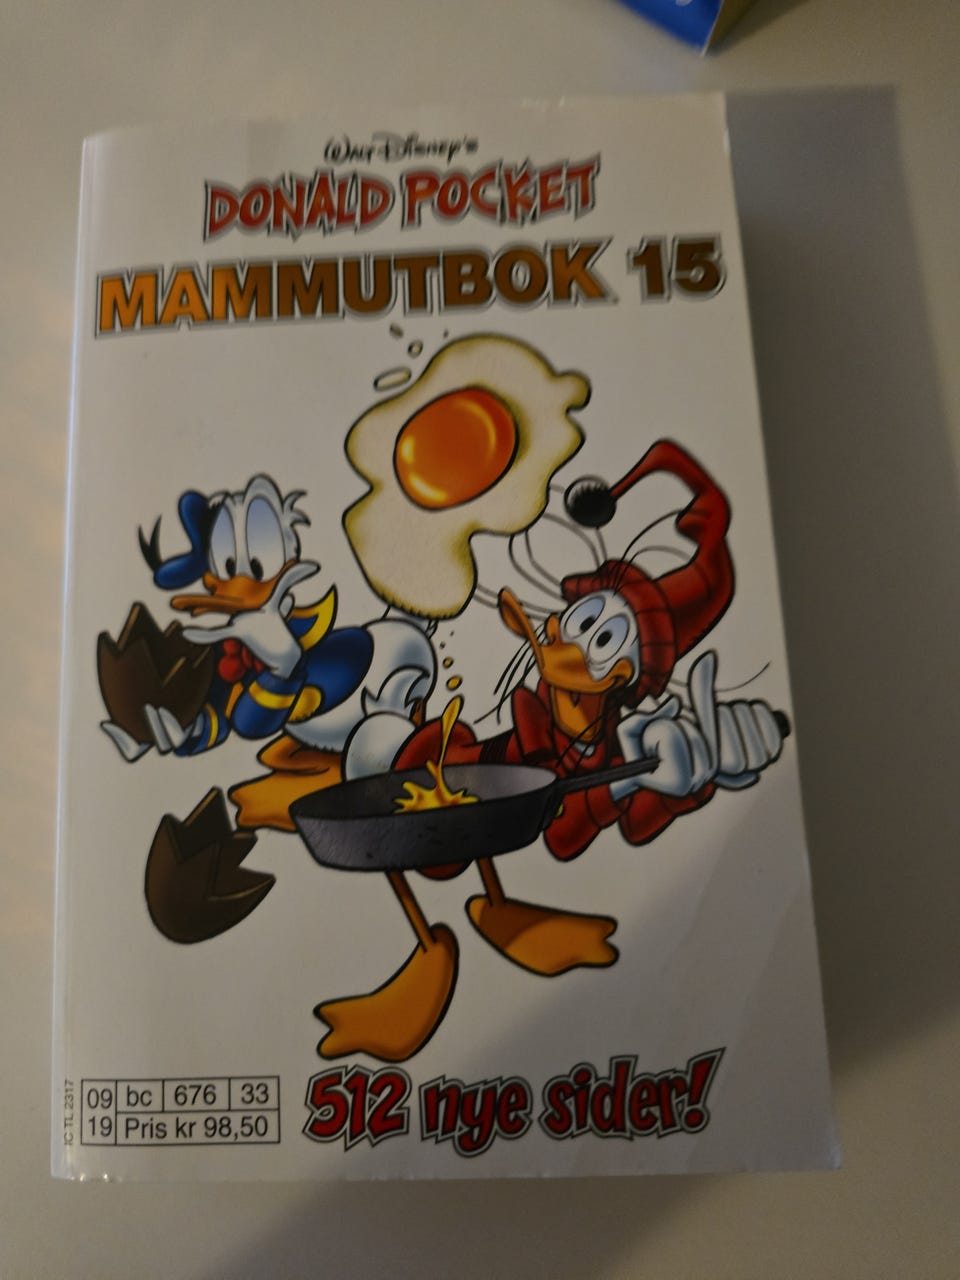 Walt Disney's
DONALD POCKET
MAMMUTBOK 15
512 nye sider!
09 bc 676 33
19 Pris kr 98,50
IC TL 2317